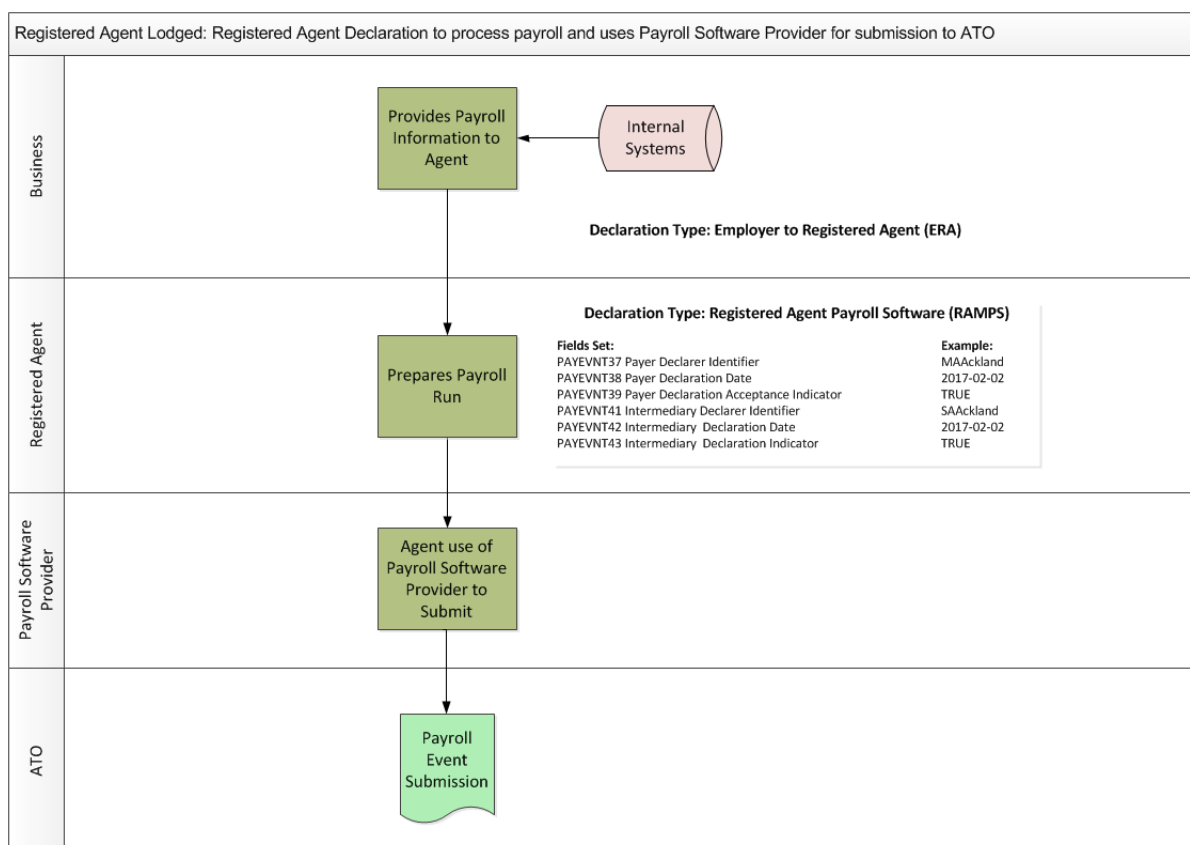 Registered Agent Lodged: Registered Agent Declaration to process payroll and uses Payroll Software Provider for submission to ATO
Business
Provides Payroll
Information to
Agent
Internal
Systems
Declaration Type: Employer to Registered Agent (ERA)
Registered Agent
Prepares Payroll
Run
Declaration Type: Registered Agent Payroll Software (RAMPS)
Fields Set: Example:
PAYEVNT37 Payer Declarer Identifier MAAckland
PAYEVNT38 Payer Declaration Date 2017-02-02
PAYEVNT39 Payer Declaration Acceptance Indicator TRUE
PAYEVNT41 Intermediary Declarer Identifier SAAckland
PAYEVNT42 Intermediary Declaration Date 2017-02-02
PAYEVNT43 Intermediary Declaration Indicator TRUE
Payroll Software
Provider
Agent use of
Payroll Software
Provider to
Submit
ATO
Payroll
Event
Submission